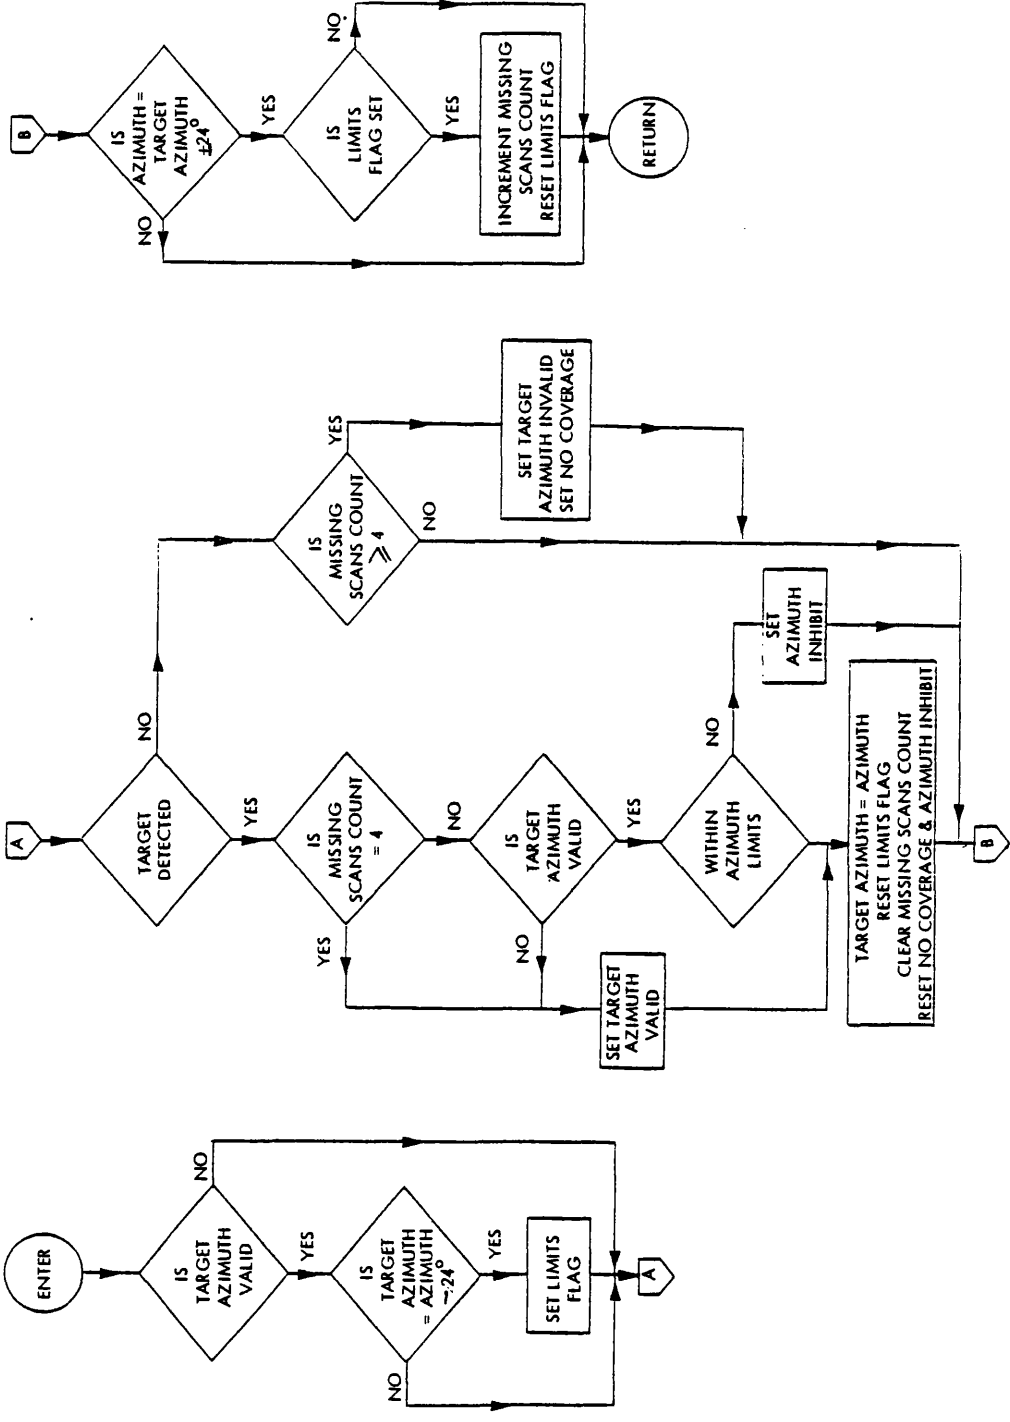 ENTER
IS
TARGET
AZIMUTH
VALID
NO
YES
IS
TARGET
AZIMUTH
= AZIMUTH
-.24°
NO
YES
SET LIMITS
FLAG
A
A
TARGET
DETECTED
NO
YES
IS
MISSING
SCANS COUNT
= 4
YES
NO
IS
TARGET
AZIMUTH
VALID
NO
YES
SET TARGET
AZIMUTH
VALID
WITHIN
AZIMUTH
LIMITS
NO
SET
AZIMUTH
INHIBIT
TARGET AZIMUTH = AZIMUTH
RESET LIMITS FLAG
CLEAR MISSING SCANS COUNT
RESET NO COVERAGE & AZIMUTH INHIBIT
IS
MISSING
SCANS COUNT
⩾ 4
YES
NO
SET TARGET
AZIMUTH INVALID
SET NO COVERAGE
B
B
IS
AZIMUTH =
TARGET
AZIMUTH
±24°
NO
YES
IS
LIMITS
FLAG SET
NO.
YES
INCREMENT MISSING
SCANS COUNT
RESET LIMITS FLAG
RETURN